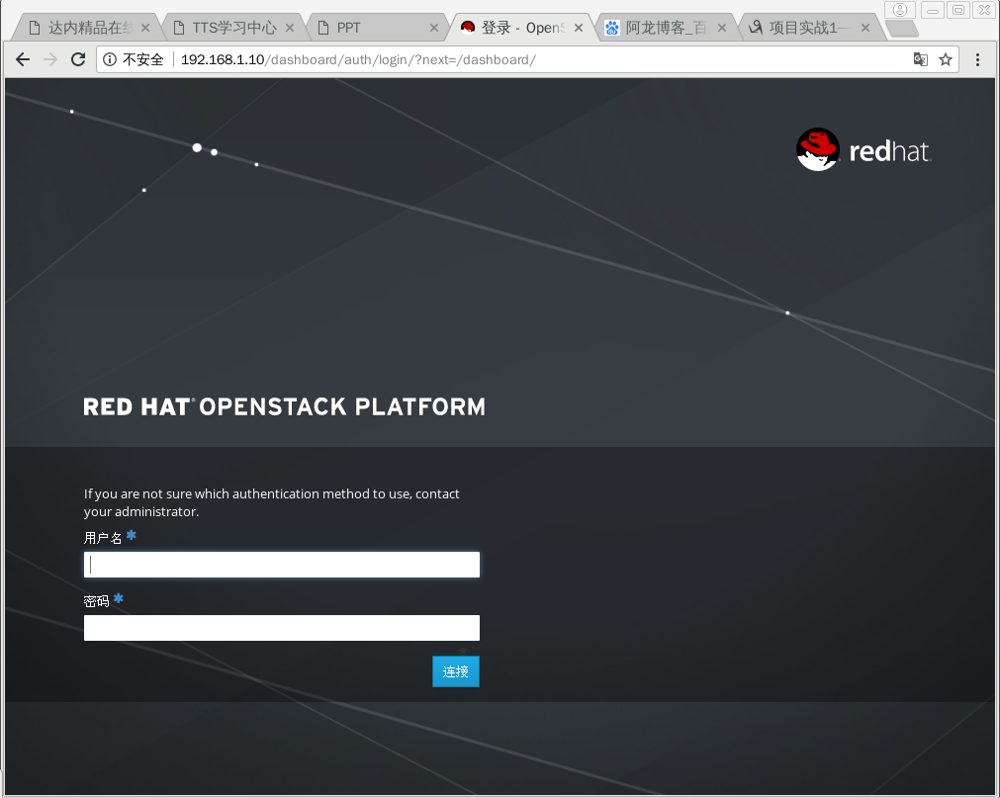 达内精品在线
TTS学习中心
PPT
登录 - OpenS
阿龙博客_百
项目实战1—
不安全
192.168.1.10/dashboard/auth/login/?next=/dashboard/
redhat.
RED HAT® OPENSTACK PLATFORM
If you are not sure which authentication method to use, contact
your administrator.
用户名 *
密码 *
连接